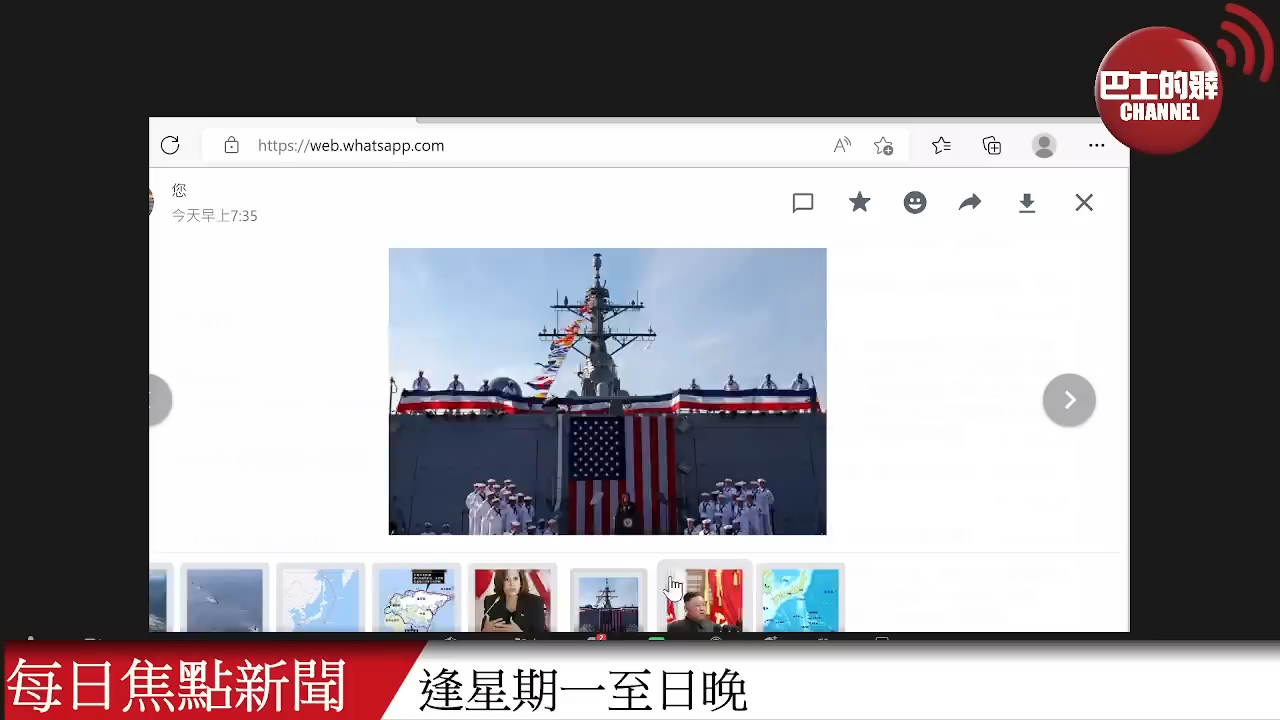 巴士的報
CHANNEL
https://web.whatsapp.com
您
今天早上7:35
每日焦點新聞
逢星期一至日晚